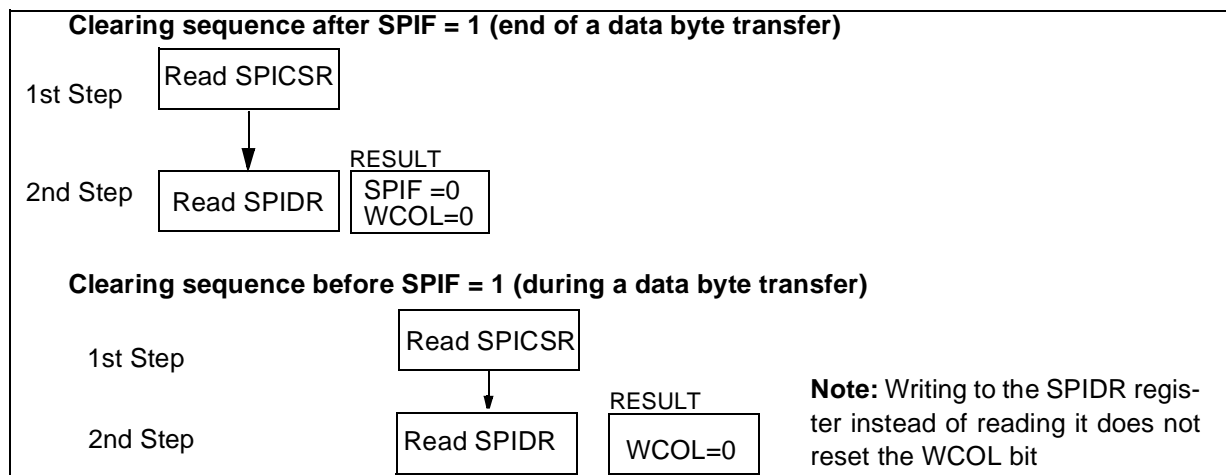 Clearing sequence after SPIF = 1 (end of a data byte transfer)
1st Step
Read SPICSR
2nd Step
Read SPIDR
RESULT
SPIF =0
WCOL=0
Clearing sequence before SPIF = 1 (during a data byte transfer)
1st Step
Read SPICSR
2nd Step
Read SPIDR
RESULT
WCOL=0
Note: Writing to the SPIDR regis-
ter instead of reading it does not
reset the WCOL bit